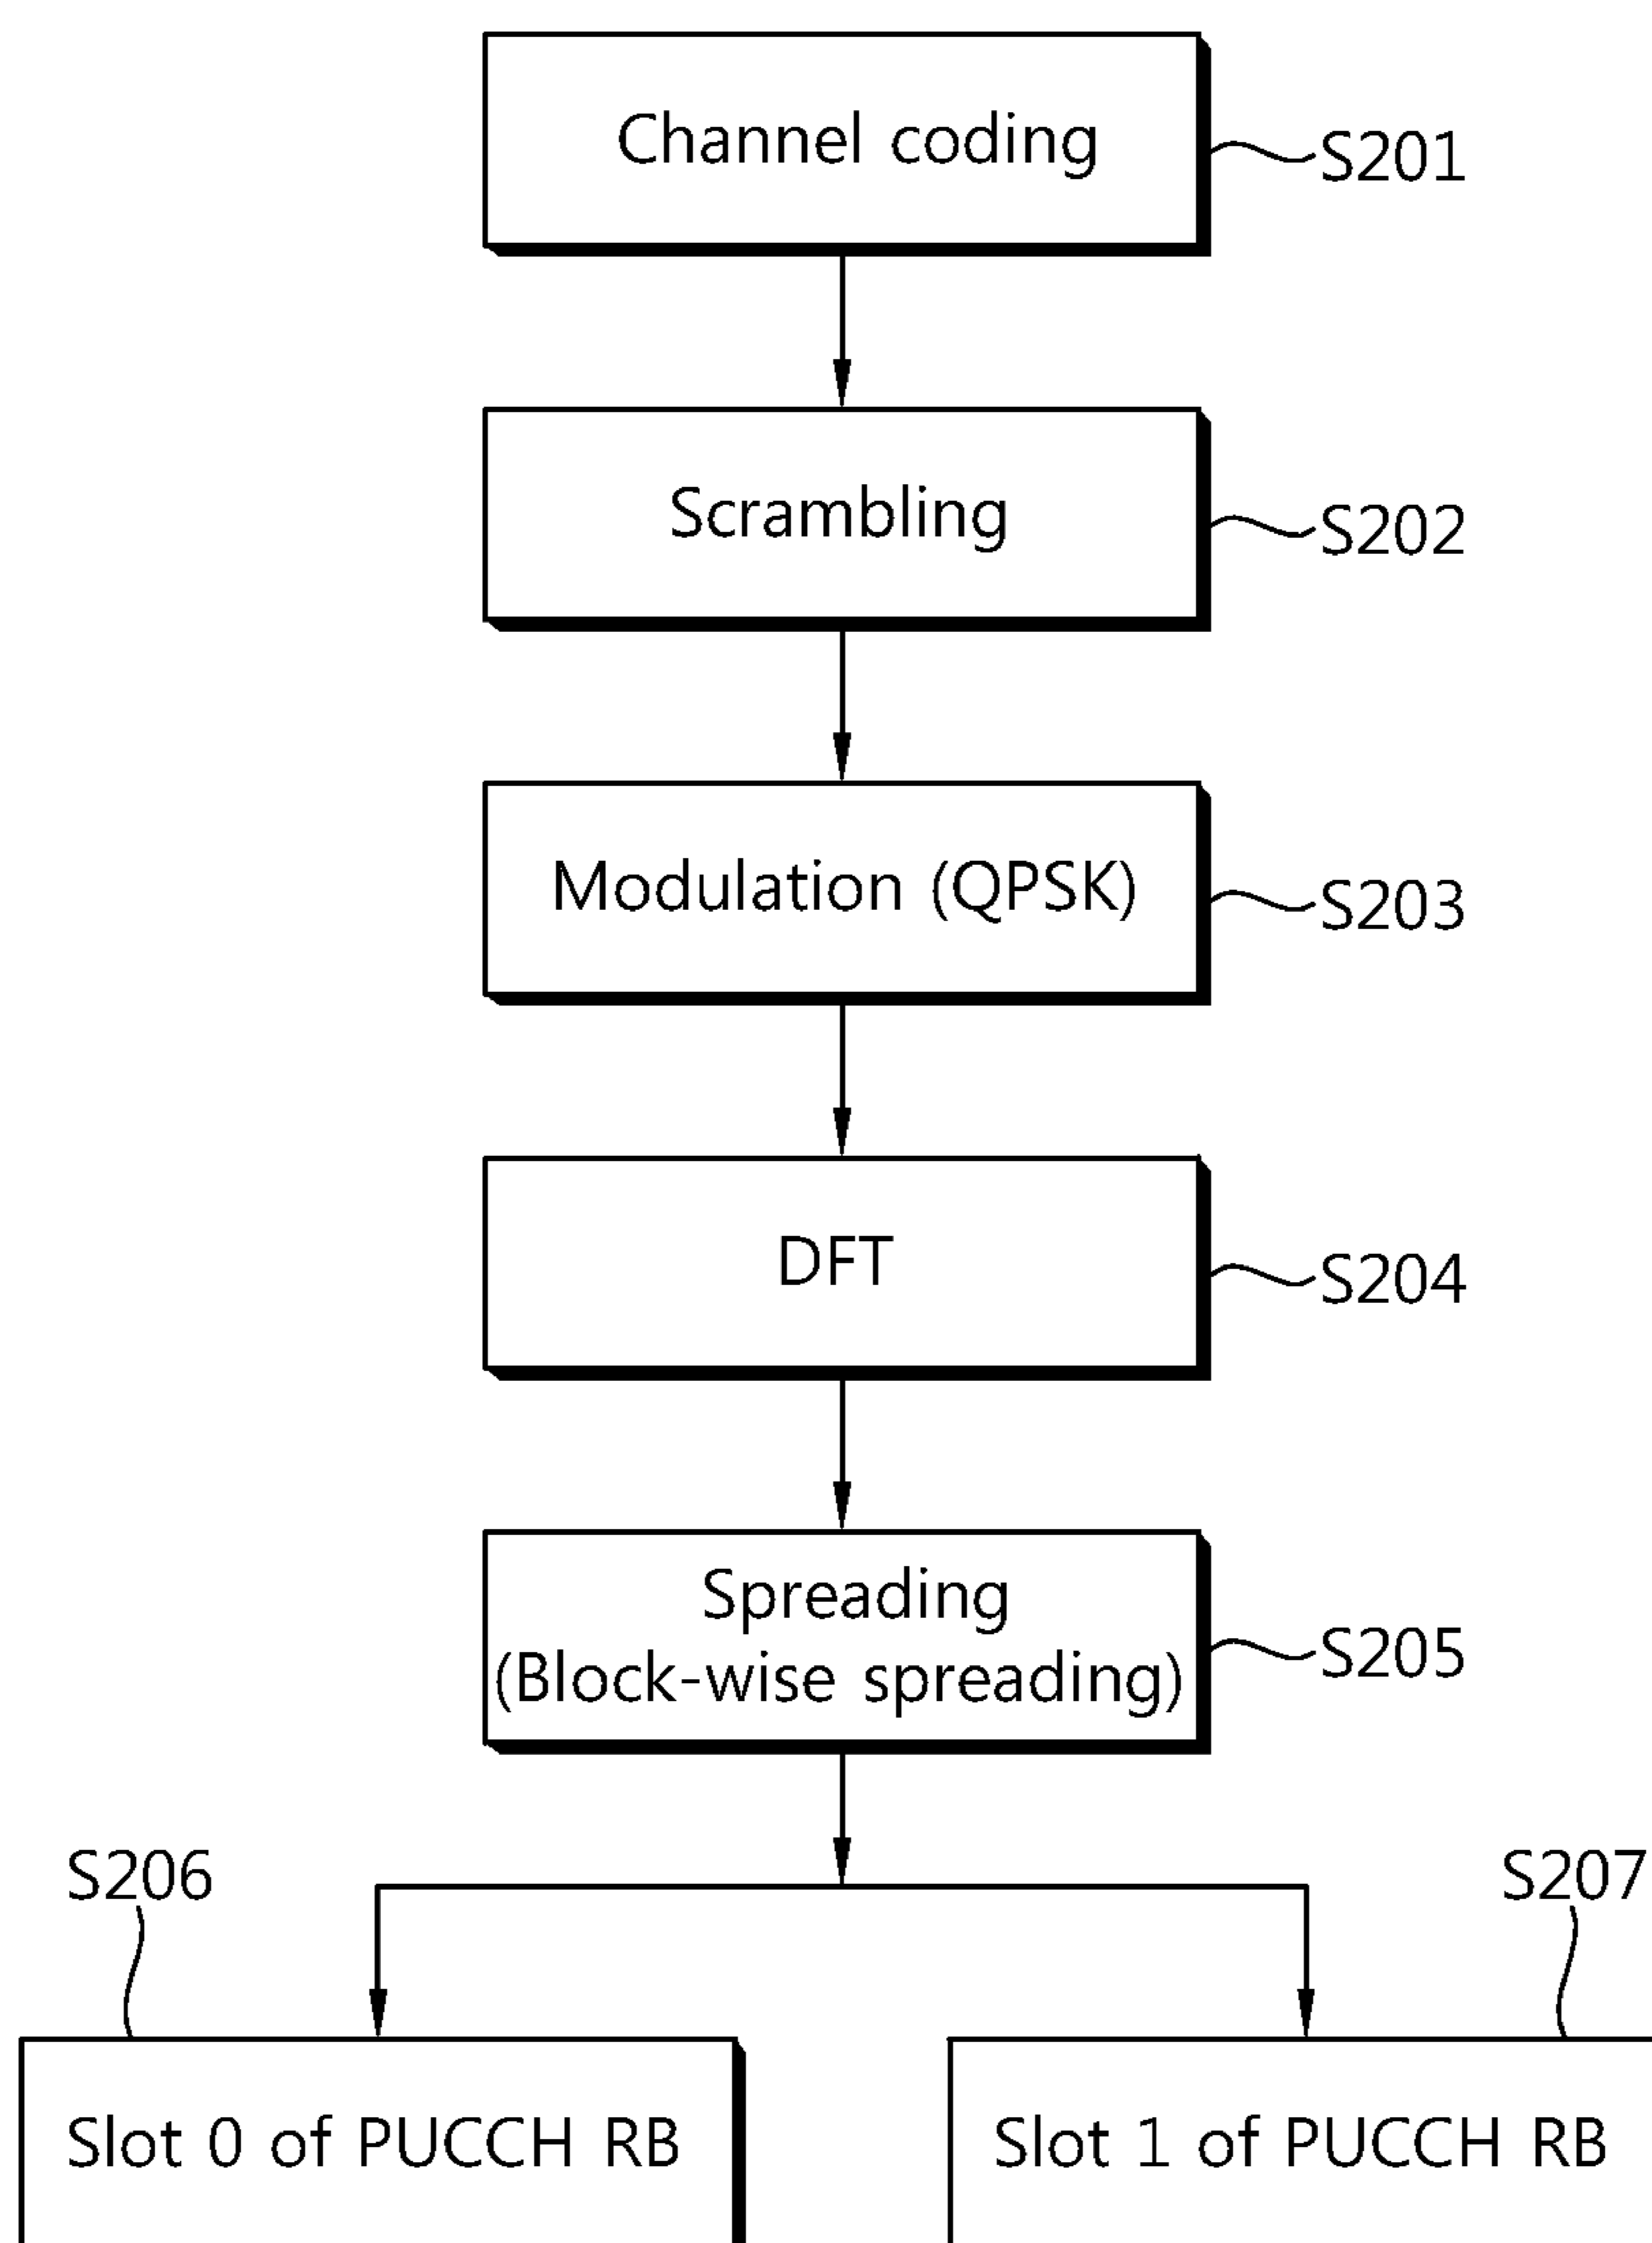 Channel coding
S201
Scrambling
S202
Modulation (QPSK)
S203
DFT
S204
Spreading
(Block-wise spreading)
S205
S206
S207
Slot 0 of PUCCH RB
Slot 1 of PUCCH RB